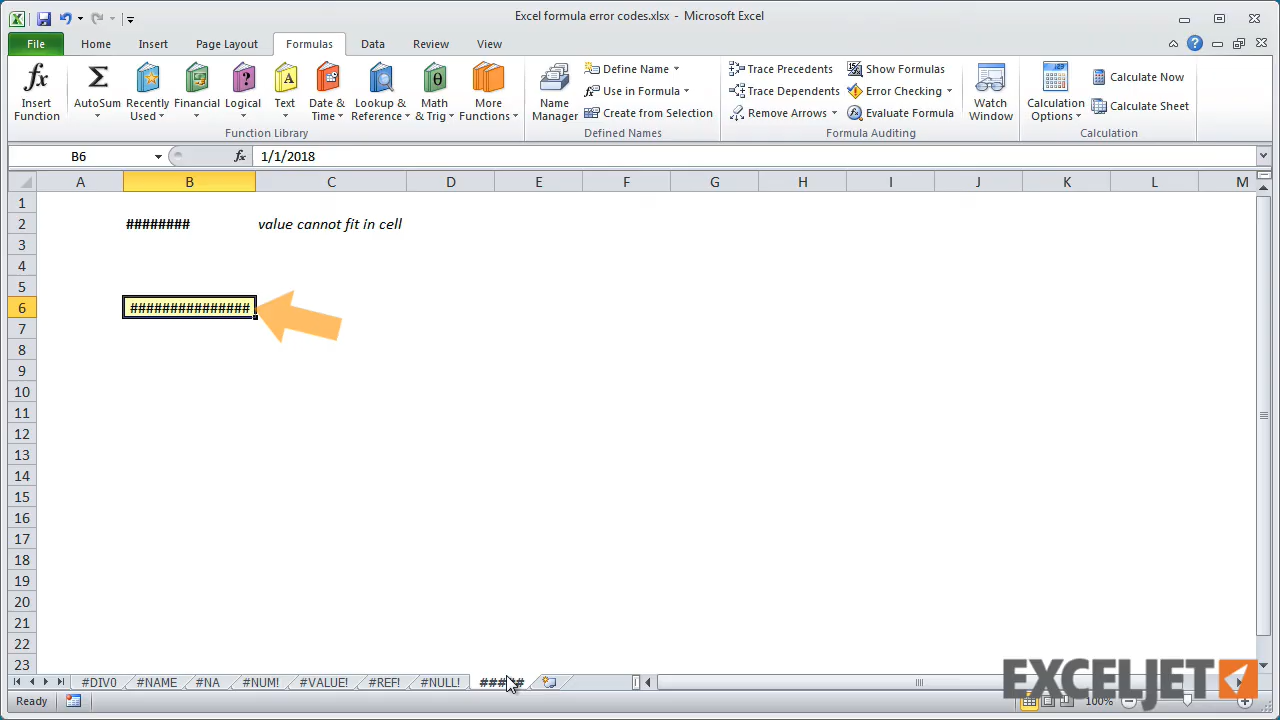 Excel formula error codes.xlsx - Microsoft Excel
File Home Insert Page Layout Formulas Data Review View
Insert Function
AutoSum
Recently Used
Financial
Logical
Text
Date & Time
Lookup & Reference
Math & Trig
More Functions
Function Library
Name Manager
Define Name
Use in Formula
Create from Selection
Defined Names
Trace Precedents
Trace Dependents
Remove Arrows
Show Formulas
Error Checking
Evaluate Formula
Formula Auditing
Watch Window
Calculation Options
Calculate Now
Calculate Sheet
Calculation
B6 fx 1/1/2018
A B C D E F G H I J K L M
1
2 ######## value cannot fit in cell
3
4
5
6 ###############
7
8
9
10
11
12
13
14
15
16
17
18
19
20
21
22
23
#DIV0 #NAME #NA #NUM! #VALUE! #REF! #NULL! ######
EXCELJET
Ready 100%